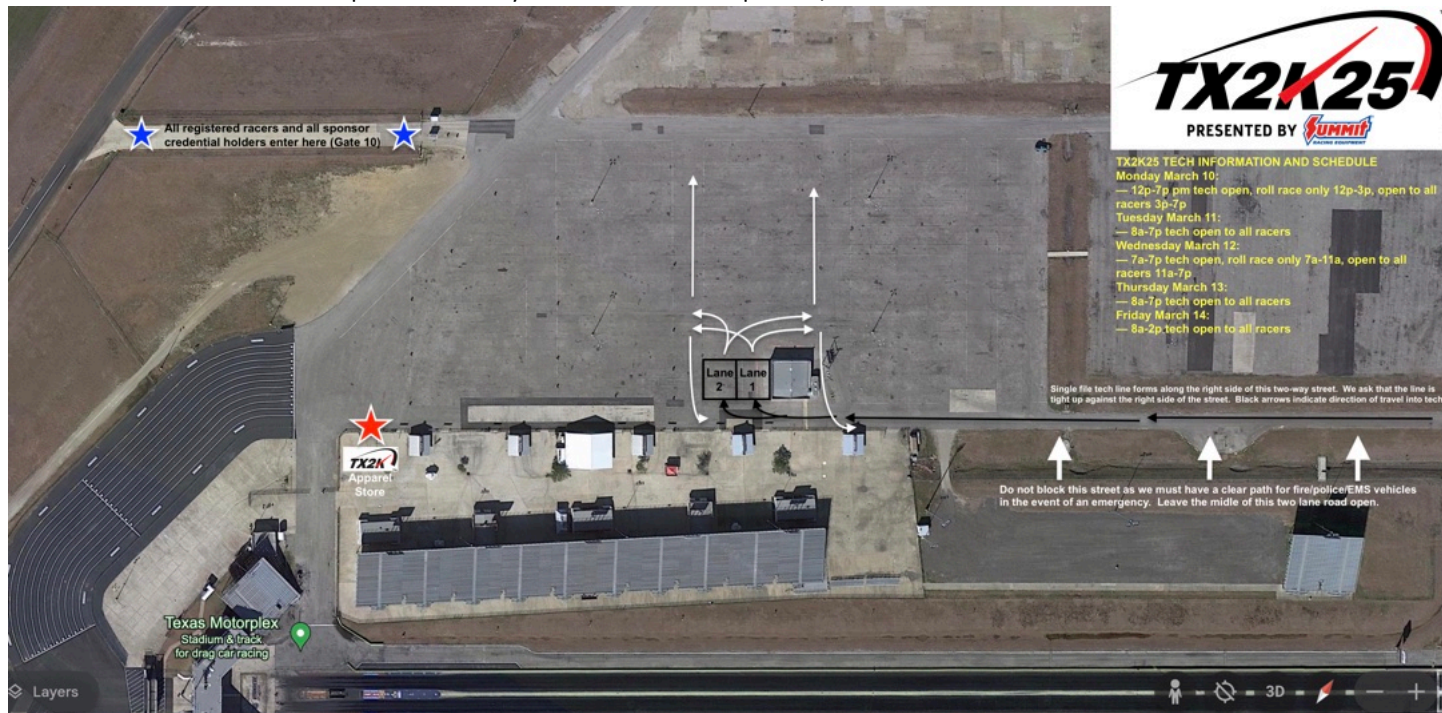 TX2K25
PRESENTED BY SUMMIT
RACING EQUIPMENT
All registered racers and all sponsor
credential holders enter here (Gate 10)
TX2K25 TECH INFORMATION AND SCHEDULE
Monday March 10:
— 12p-7p pm tech open, roll race only 12p-3p, open to all
racers 3p-7p
Tuesday March 11:
— 8a-7p tech open to all racers
Wednesday March 12:
— 7a-7p tech open, roll race only 7a-11a, open to all
racers 11a-7p
Thursday March 13:
— 8a-7p tech open to all racers
Friday March 14:
— 8a-2p tech open to all racers
Lane
2
Lane
1
Single file tech line forms along the right side of this two-way street. We ask that the line is
tight up against the right side of the street. Black arrows indicate direction of travel into tech
TX2K
Apparel
Store
Do not block this street as we must have a clear path for fire/police/EMS vehicles
in the event of an emergency. Leave the midle of this two lane road open.
Texas Motorplex
Stadium & track
for drag car racing
Layers
3D